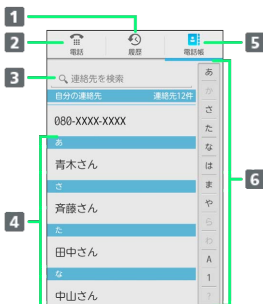 1
2 電話 履歴 電話帳 5
3 連絡先を検索
自分の連絡先 連絡先12件
080-XXXX-XXXX
あ
青木さん
さ
斉藤さん
た
田中さん
な
中山さん
4
あ
か
さ
た
な
は
ま
や
ら
わ
A
1
?
6